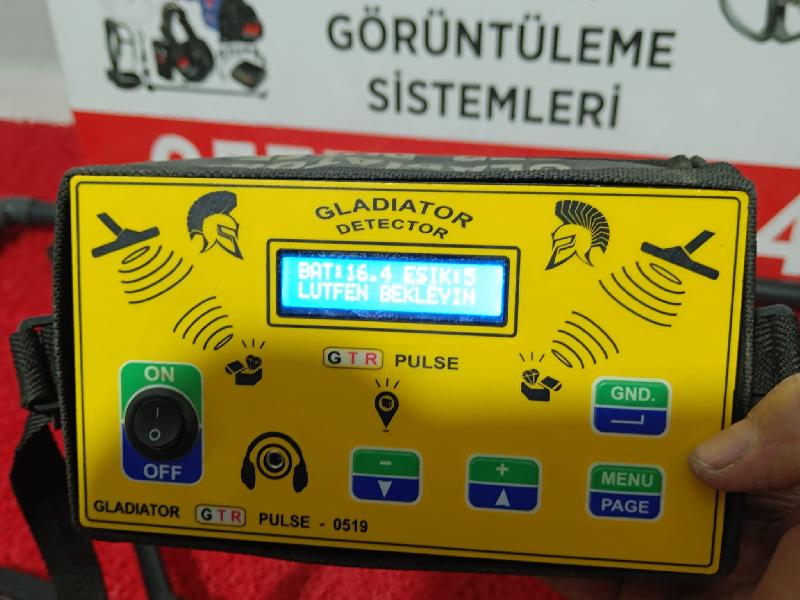 GÖRÜNTÜLEME
SİSTEMLERİ
GLADIATOR
DETECTOR
BAT:16.4 ESIK:5
LUTFEN BEKLEYIN
GTR PULSE
ON
I
O
OFF
GND.
-
+
MENU
PAGE
GLADIATOR GTR PULSE - 0519